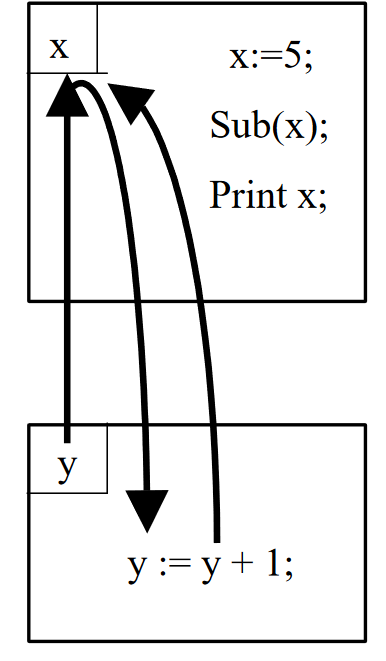 x
x:=5;
Sub(x);
Print x;
y
y := y + 1;